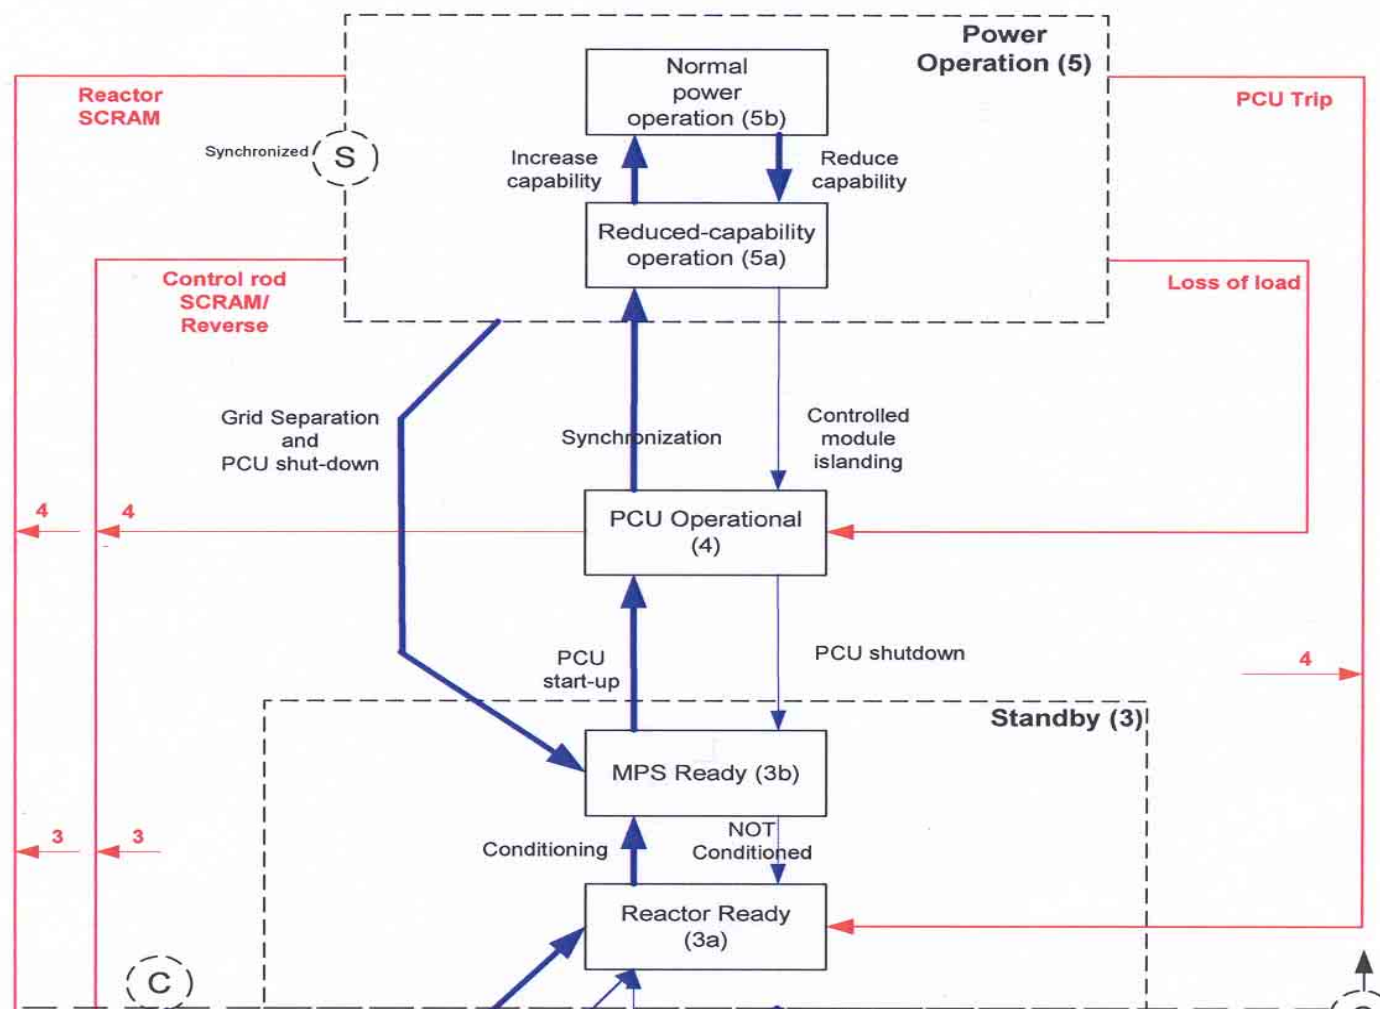 Power
Operation (5)
Normal
power
operation (5b)
Reactor
SCRAM
PCU Trip
Synchronized
S
Increase
capability
Reduce
capability
Reduced-capability
operation (5a)
Control rod
SCRAM/
Reverse
Loss of load
Grid Separation
and
PCU shut-down
Synchronization
Controlled
module
islanding
4
4
PCU Operational
(4)
PCU
start-up
PCU shutdown
4
Standby (3)
MPS Ready (3b)
3
3
Conditioning
NOT
Conditioned
Reactor Ready
(3a)
C